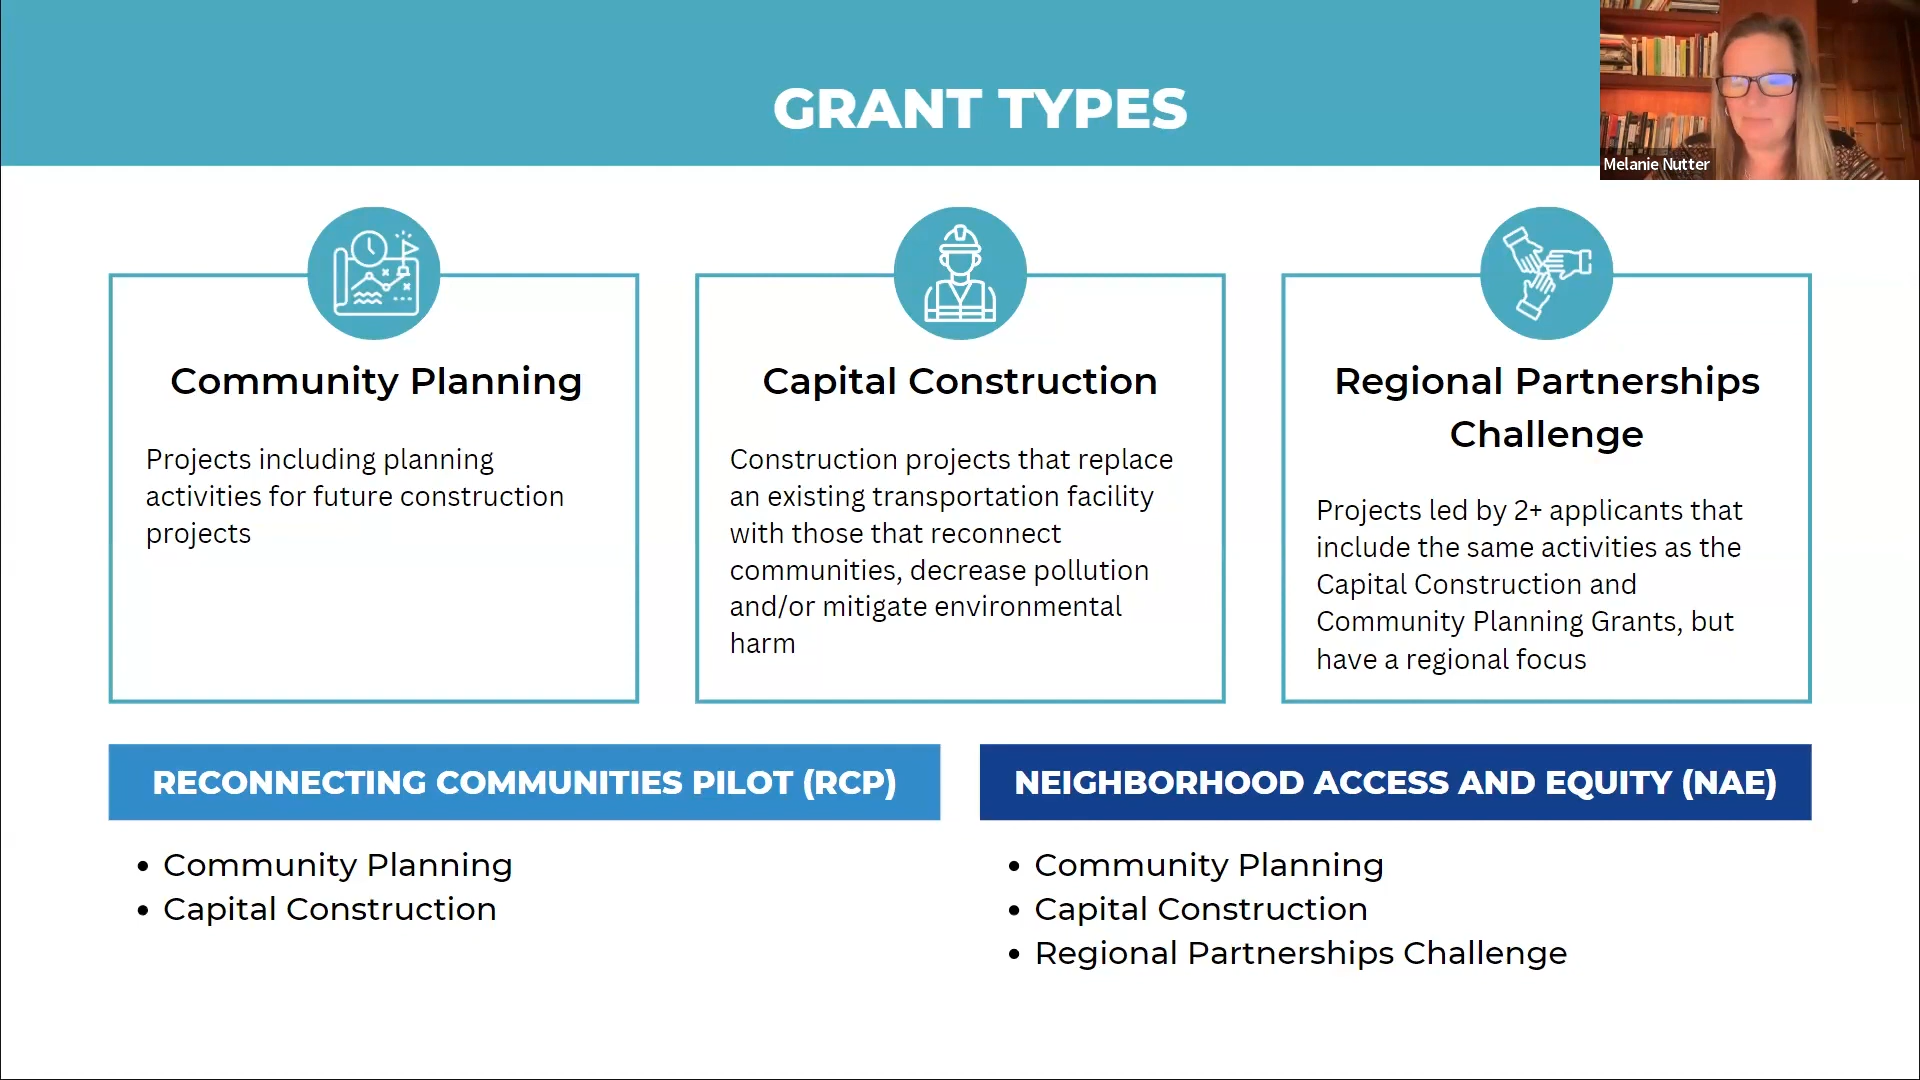 GRANT TYPES
Melanie Nutter
Community Planning
Projects including planning
activities for future construction
projects
Capital Construction
Construction projects that replace
an existing transportation facility
with those that reconnect
communities, decrease pollution
and/or mitigate environmental
harm
Regional Partnerships
Challenge
Projects led by 2+ applicants that
include the same activities as the
Capital Construction and
Community Planning Grants, but
have a regional focus
RECONNECTING COMMUNITIES PILOT (RCP)
• Community Planning
• Capital Construction
NEIGHBORHOOD ACCESS AND EQUITY (NAE)
• Community Planning
• Capital Construction
• Regional Partnerships Challenge